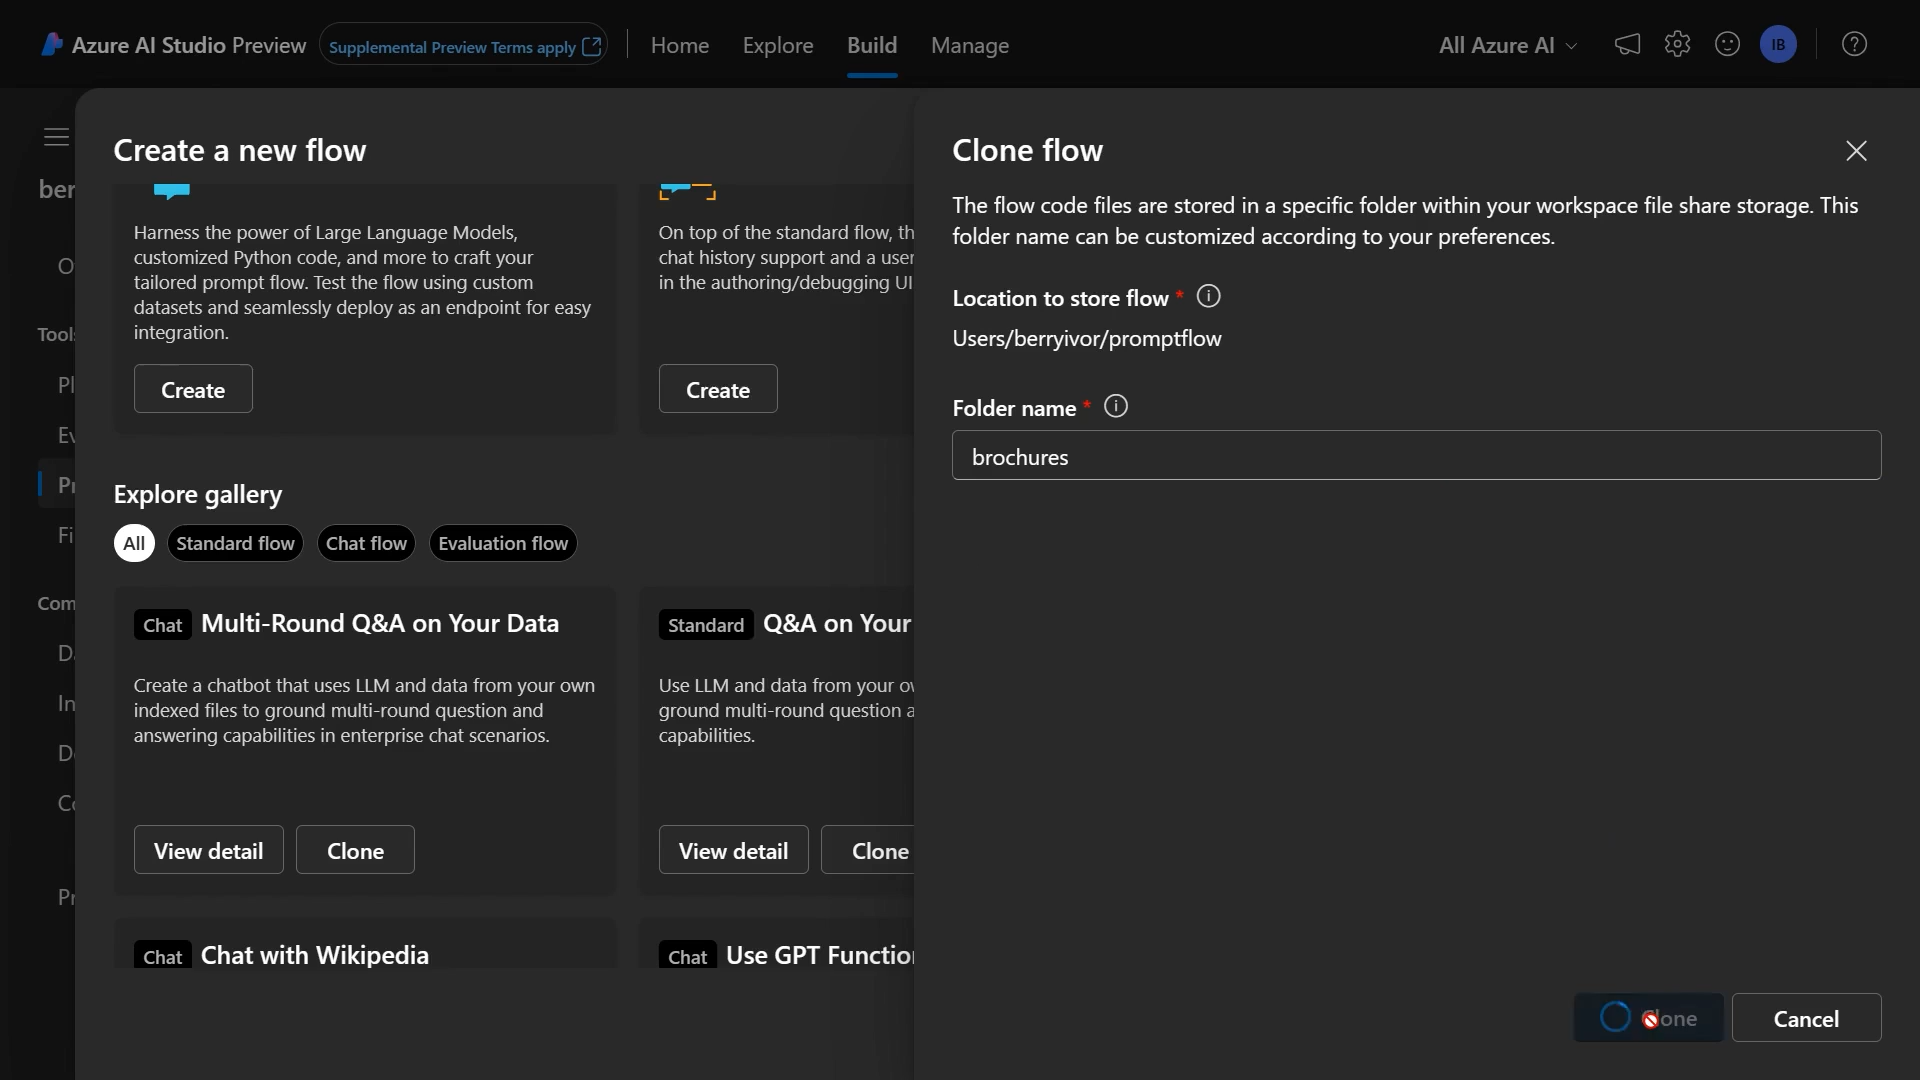 Azure AI Studio Preview
Supplemental Preview Terms apply
Home
Explore
Build
Manage
All Azure AI
IB
Create a new flow
Harness the power of Large Language Models,
customized Python code, and more to craft your
tailored prompt flow. Test the flow using custom
datasets and seamlessly deploy as an endpoint for easy
integration.
Create
On top of the standard flow, th
chat history support and a user
in the authoring/debugging UI
Create
Explore gallery
All
Standard flow
Chat flow
Evaluation flow
Chat Multi-Round Q&A on Your Data
Create a chatbot that uses LLM and data from your own
indexed files to ground multi-round question and
answering capabilities in enterprise chat scenarios.
View detail
Clone
Standard Q&A on Your
Use LLM and data from your
ground multi-round question
capabilities.
View detail
Clone
Chat Chat with Wikipedia
Chat Use GPT Function
Clone flow
The flow code files are stored in a specific folder within your workspace file share storage. This
folder name can be customized according to your preferences.
Location to store flow *
Users/berryivor/promptflow
Folder name *
brochures
Clone
Cancel